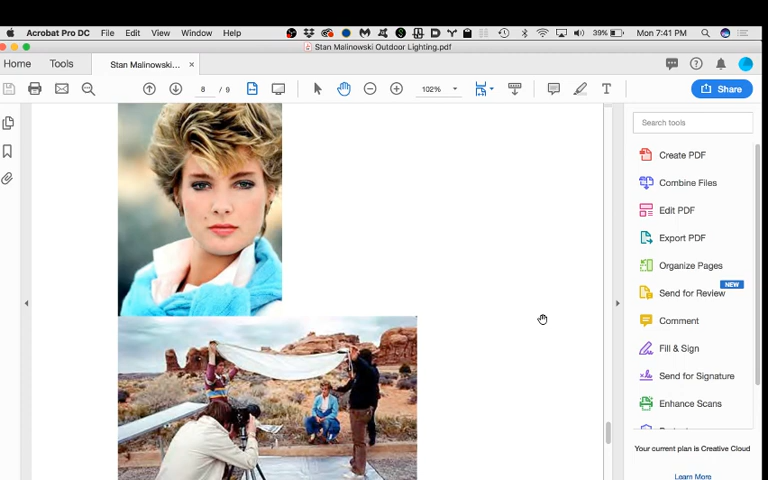 Acrobat Pro DC File Edit View Window Help 39% Mon 7:41 PM
Stan Malinowski Outdoor Lighting.pdf
Home Tools Stan Malinowski... × Share
8 / 9 102%
Search tools
Create PDF
Combine Files
Edit PDF
Export PDF
Organize Pages
NEW
Send for Review
Comment
Fill & Sign
Send for Signature
Enhance Scans
Your current plan is Creative Cloud
Learn More